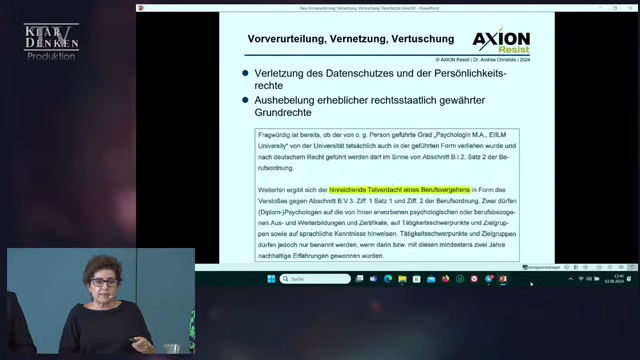 KLAR
DENKEN
TV
Produktion
Vorverurteilung, Vernetzung, Vertuschung
AXION
Resist
© AXION Resist | Dr. Andrea Christidis | 2024
Verletzung des Datenschutzes und der Persönlichkeits-
rechte
Aushebelung erheblicher rechtsstaatlich gewährter
Grundrechte
Fragwürdig ist bereits, ob der von o. g. Person geführte Grad „Psychologin M.A., EIILM
University" von der Universität tatsächlich auch in der geführten Form verliehen wurde und
nach deutschem Recht geführt werden darf im Sinne von Abschnitt B.I.2. Satz 2 der Be-
rufsordnung.
Weiterhin ergibt sich der hinreichende Tatverdacht eines Berufsvergehens in Form des
Verstoßes gegen Abschnitt B.V.3. Ziff. 1 Satz 1 und Ziff. 2 der Berufsordnung. Zwar dürfen
(Diplom-)Psychologen auf die von Ihnen erworbenen psychologischen oder berufsbezoge-
nen Aus- und Weiterbildungen und Zertifikate, auf Tätigkeitsschwerpunkte und Zielgrup-
pen sowie auf sprachliche Kenntnisse hinweisen. Tätigkeitsschwerpunkte und Zielgruppen
dürfen jedoch nur benannt werden, wenn darin bzw. mit diesen mindestens zwei Jahre
nachhaltige Erfahrungen gewonnen wurden.
Suche
12:40
02.08.2024